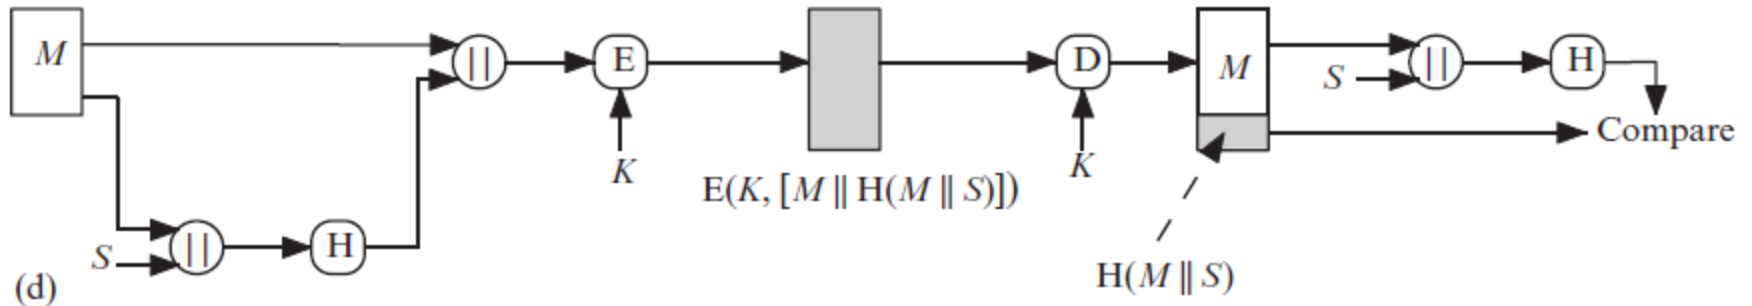 M
||
E
D
M
S
||
H
Compare
K
K
E(K, [M || H(M || S)])
S
||
H
H(M || S)
(d)